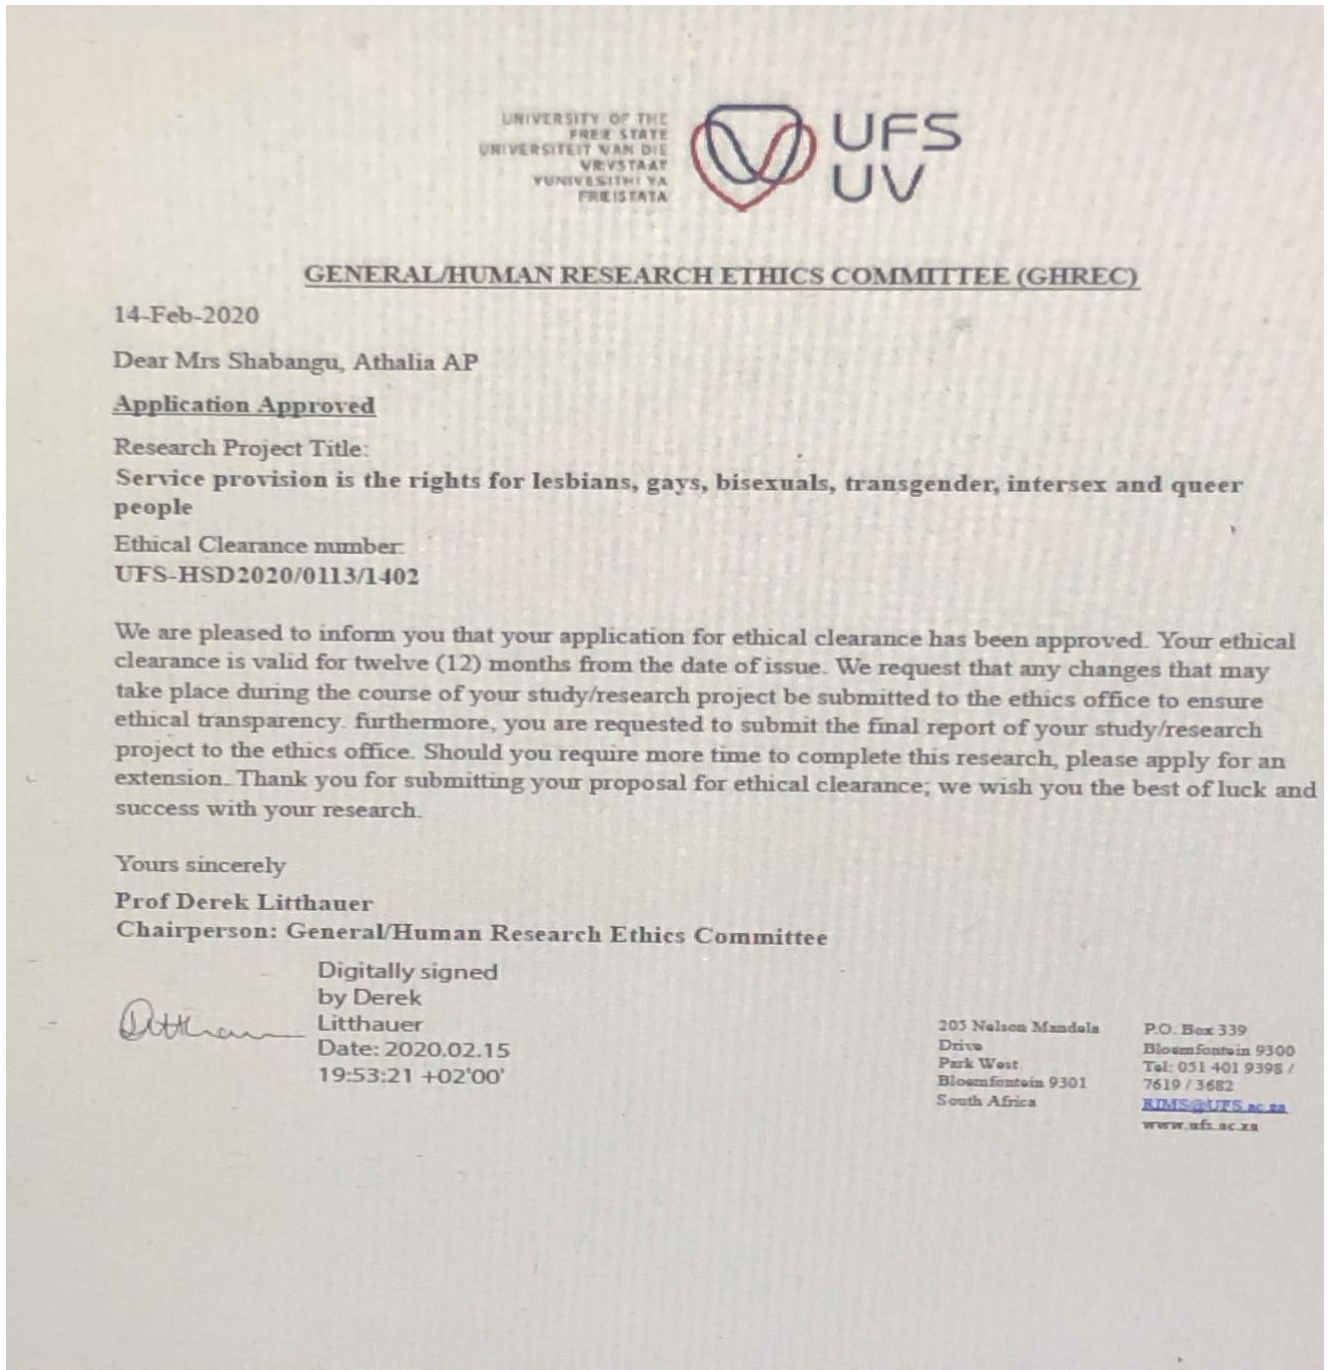 UNIVERSITY OF THE
FREE STATE
UNIVERSITEIT VAN DIE
VRYSTAAT
YUNIVESITHI YA
FREISTATA
UFS
UV
GENERAL/HUMAN RESEARCH ETHICS COMMITTEE (GHREC)
14-Feb-2020
Dear Mrs Shabangu, Athalia AP
Application Approved
Research Project Title:
Service provision is the rights for lesbians, gays, bisexuals, transgender, intersex and queer
people
Ethical Clearance number:
UFS-HSD2020/0113/1402
We are pleased to inform you that your application for ethical clearance has been approved. Your ethical
clearance is valid for twelve (12) months from the date of issue. We request that any changes that may
take place during the course of your study/research project be submitted to the ethics office to ensure
ethical transparency. furthermore, you are requested to submit the final report of your study/research
project to the ethics office. Should you require more time to complete this research, please apply for an
extension. Thank you for submitting your proposal for ethical clearance; we wish you the best of luck and
success with your research.
Yours sincerely
Prof Derek Litthauer
Chairperson: General/Human Research Ethics Committee
Digitally signed
by Derek
Litthauer
Date: 2020.02.15
19:53:21 +02'00'
205 Nelson Mandela
Drive
Park West
Bloemfontein 9301
South Africa
P.O. Box 339
Bloemfontein 9300
Tel: 051 401 9398 /
7619 / 3682
RIMS@UFS.ac.za
www.ufs.ac.za